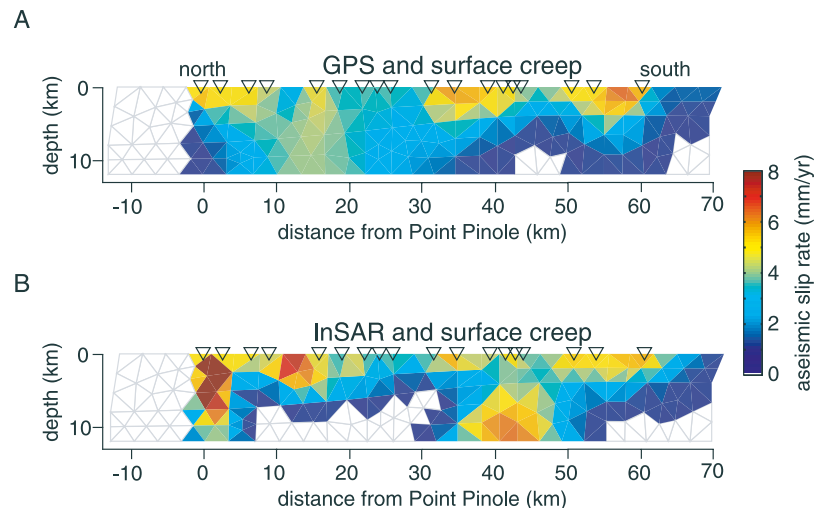 A
GPS and surface creep
north
south
0
10
depth (km)
-10 0 10 20 30 40 50 60 70
distance from Point Pinole (km)
8
6
4
2
0
aseismic slip rate (mm/yr)
B
InSAR and surface creep
0
10
depth (km)
-10 0 10 20 30 40 50 60 70
distance from Point Pinole (km)